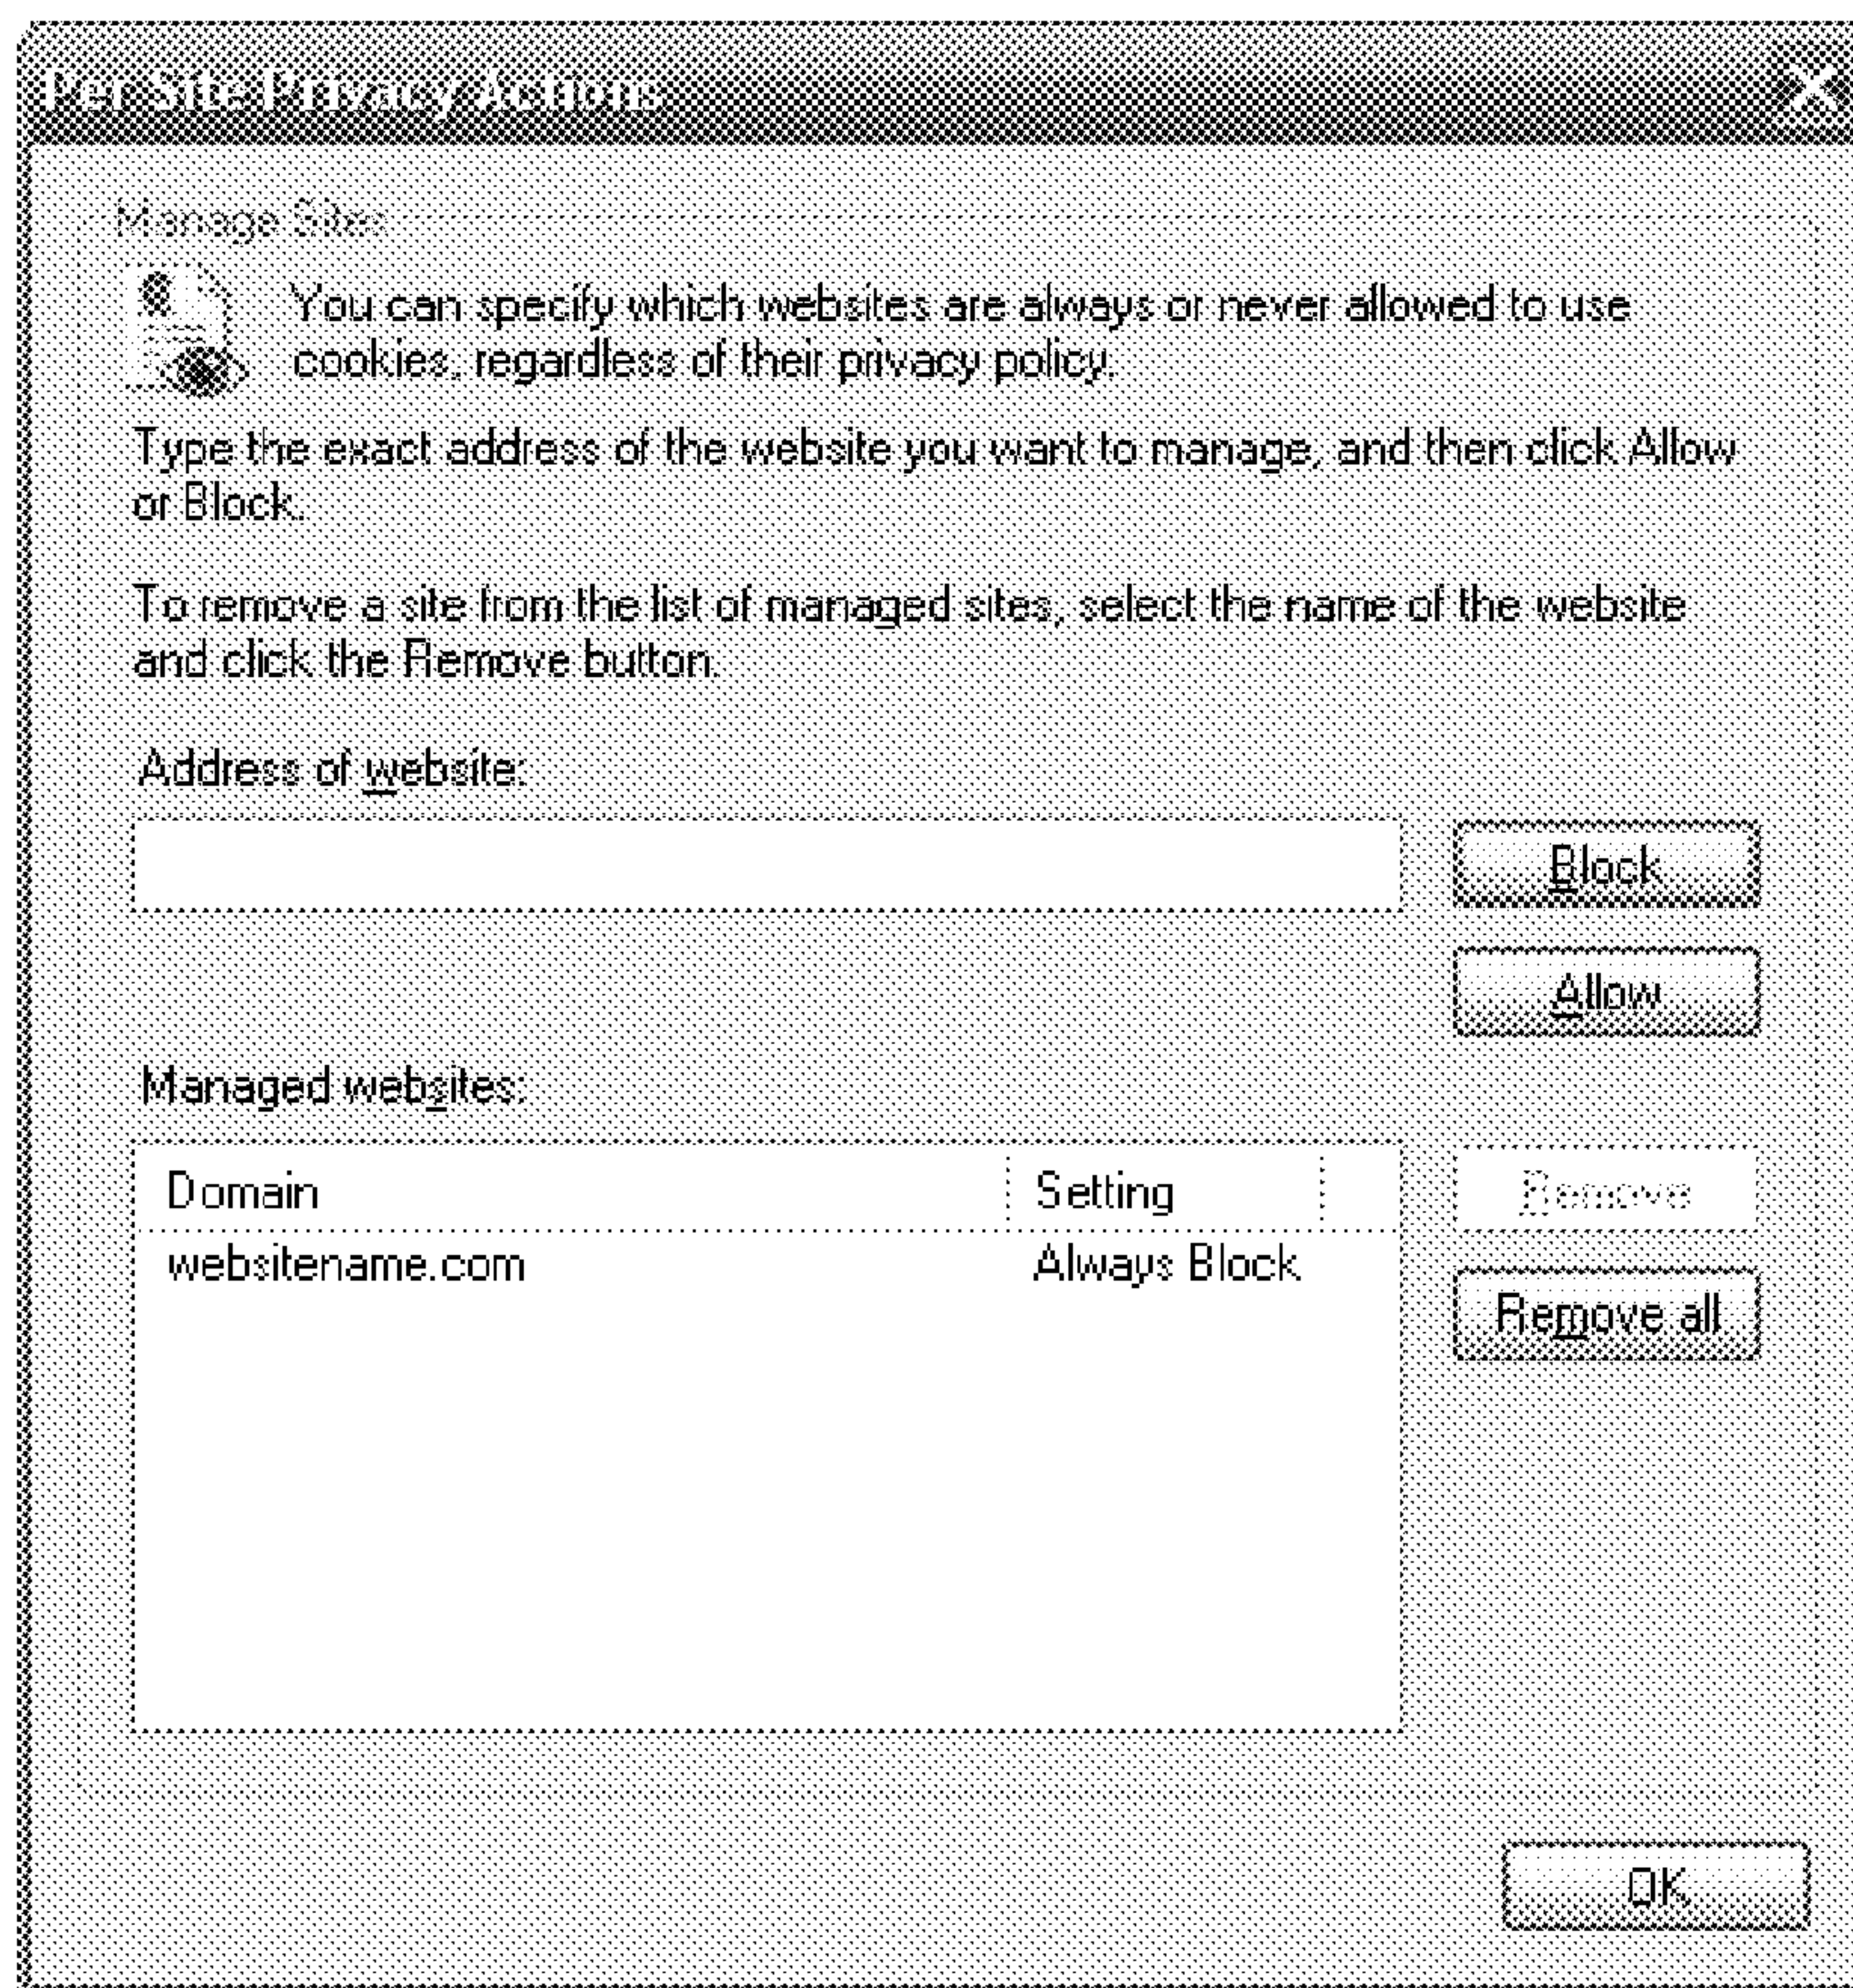 Per Site Privacy Actions
Manage Sites
You can specify which websites are always or never allowed to use
cookies, regardless of their privacy policy.
Type the exact address of the website you want to manage, and then click Allow
or Block.
To remove a site from the list of managed sites, select the name of the website
and click the Remove button.
Address of website:
Block
Allow
Managed websites:
Domain Setting
websitename.com Always Block
Remove
Remove all
OK